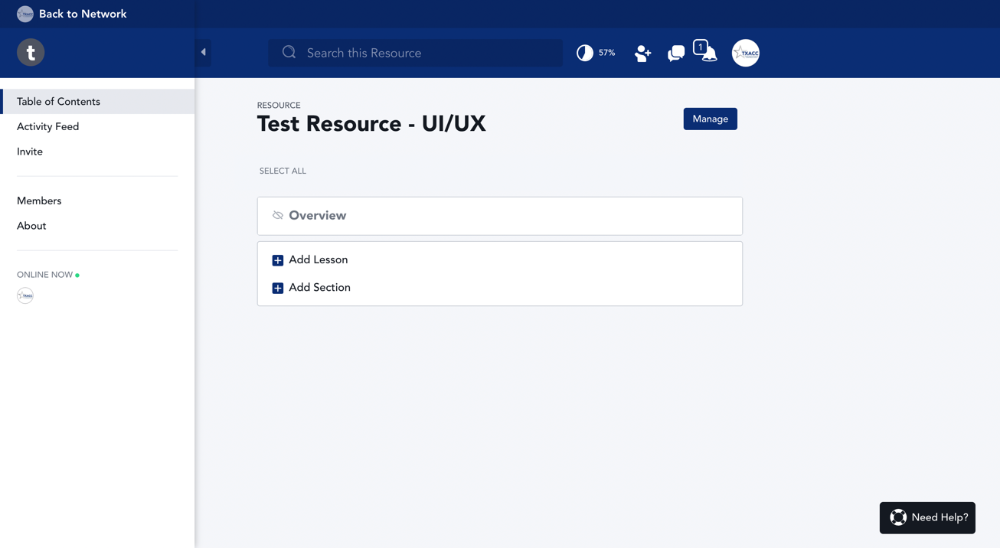 Back to Network
t
Search this Resource
57%
1
TXACC
Table of Contents
Activity Feed
Invite
Members
About
ONLINE NOW
TXACC
RESOURCE
Test Resource - UI/UX
Manage
SELECT ALL
Overview
Add Lesson
Add Section
Need Help?